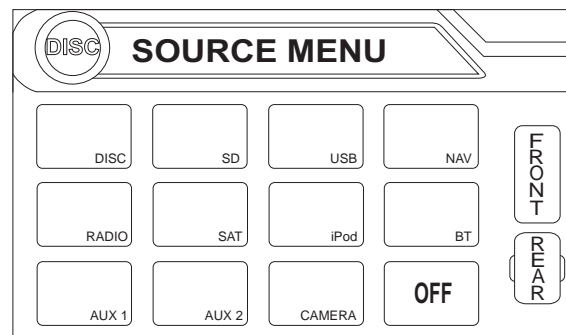 DISC
SOURCE MENU
DISC
SD
USB
NAV
RADIO
SAT
iPod
BT
AUX 1
AUX 2
CAMERA
OFF
FRONT
REAR